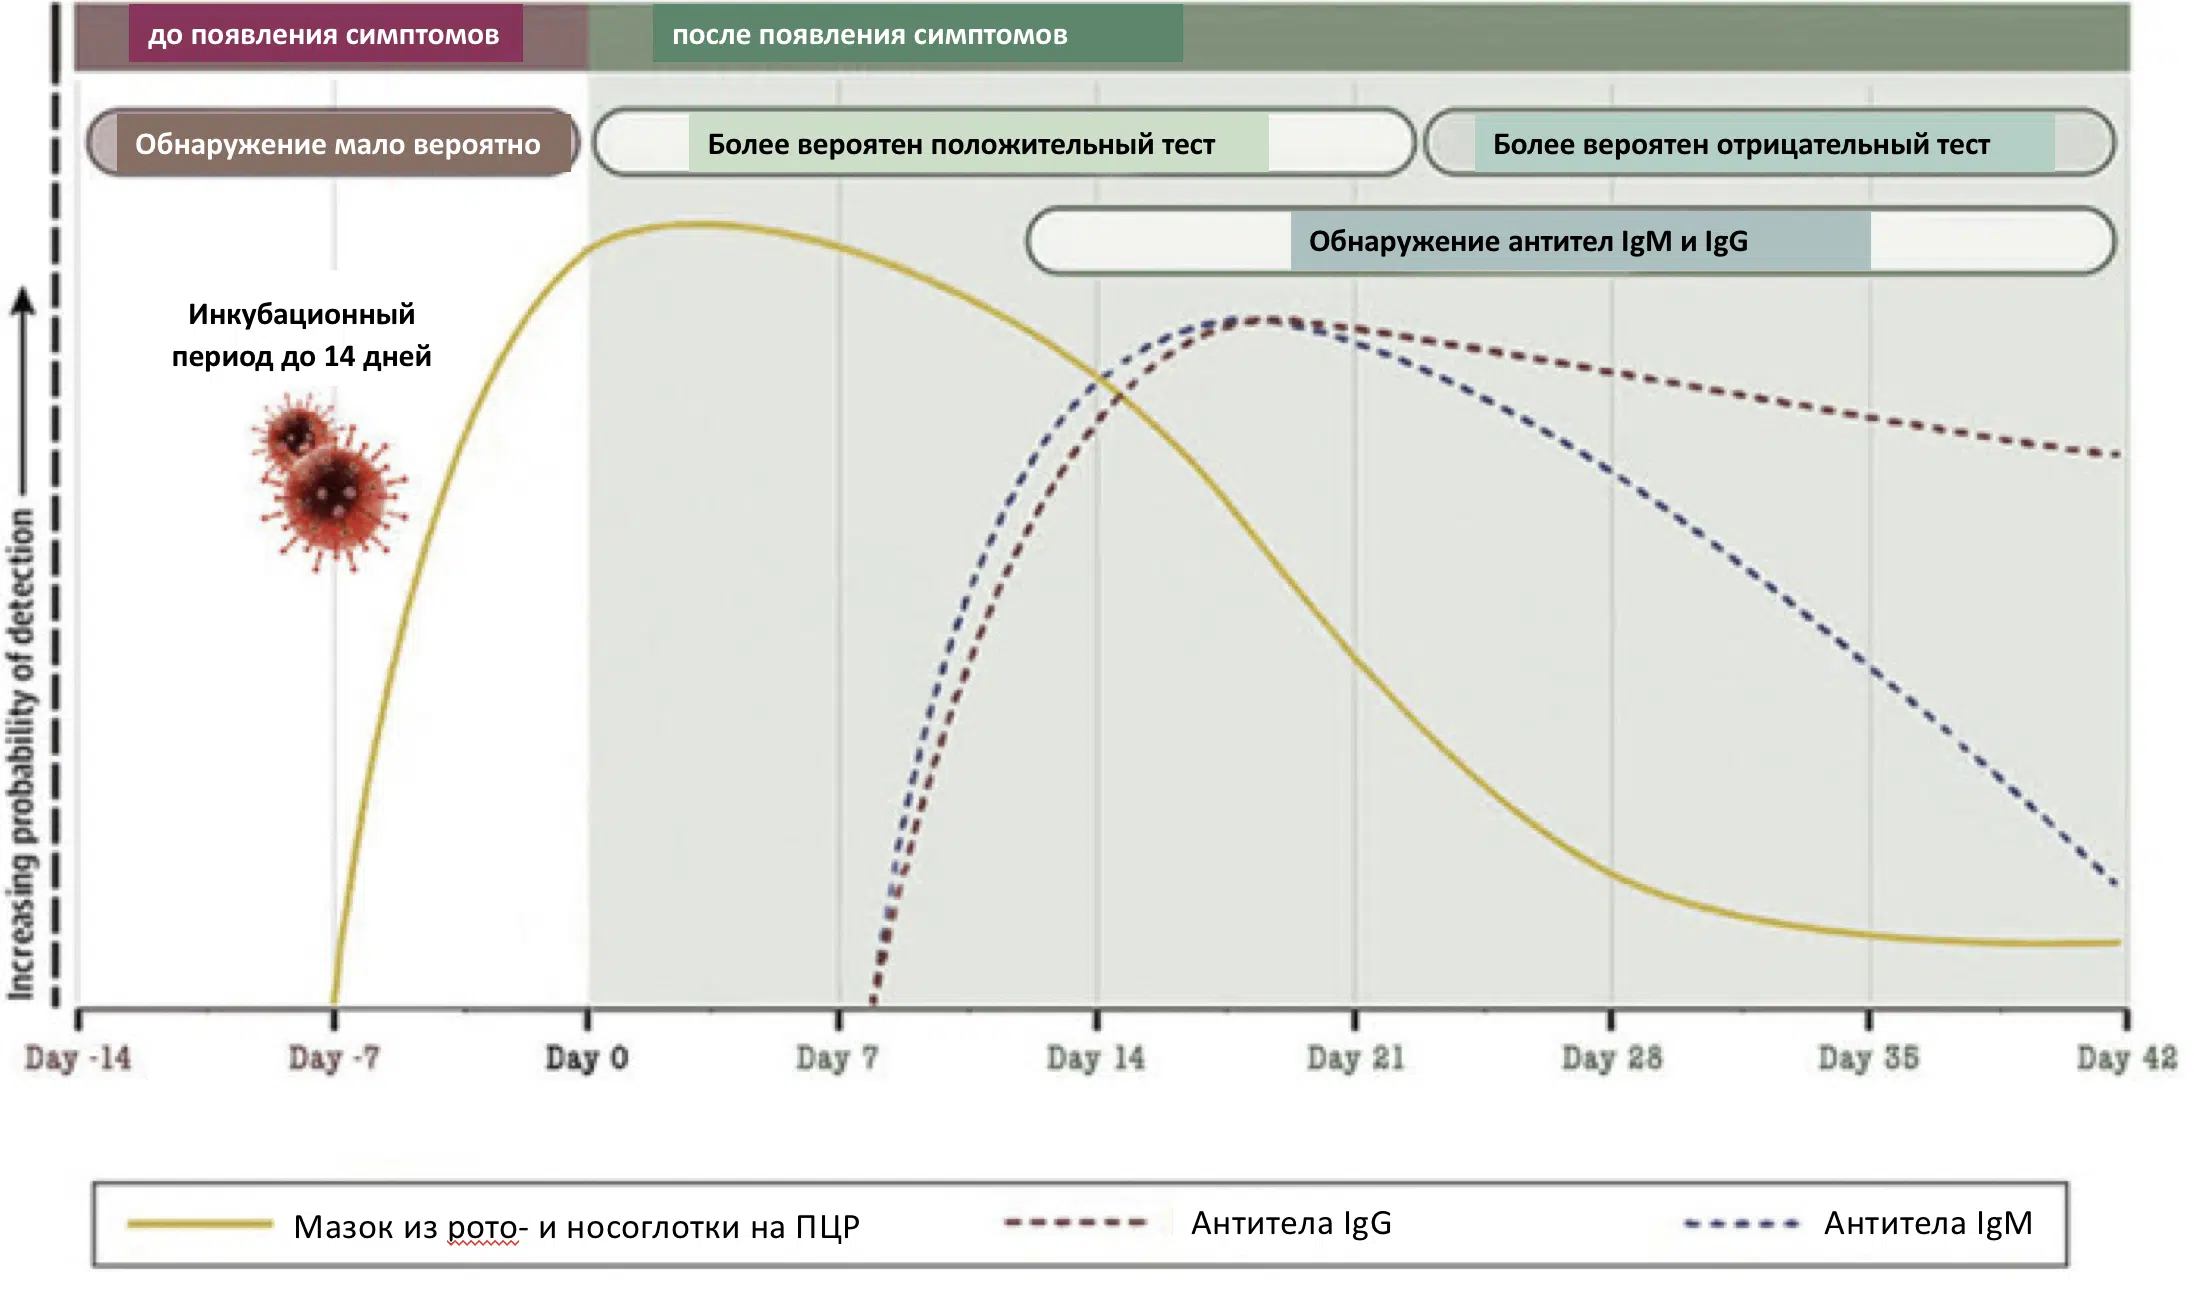 до появления симптомов
после появления симптомов
Обнаружение мало вероятно
Более вероятен положительный тест
Более вероятен отрицательный тест
Обнаружение антител IgM и IgG
Инкубационный
период до 14 дней
Increasing probability of detection
Day -14
Day -7
Day 0
Day 7
Day 14
Day 21
Day 28
Day 35
Day 42
Мазок из рото- и носоглотки на ПЦР
Антитела IgG
Антитела IgM